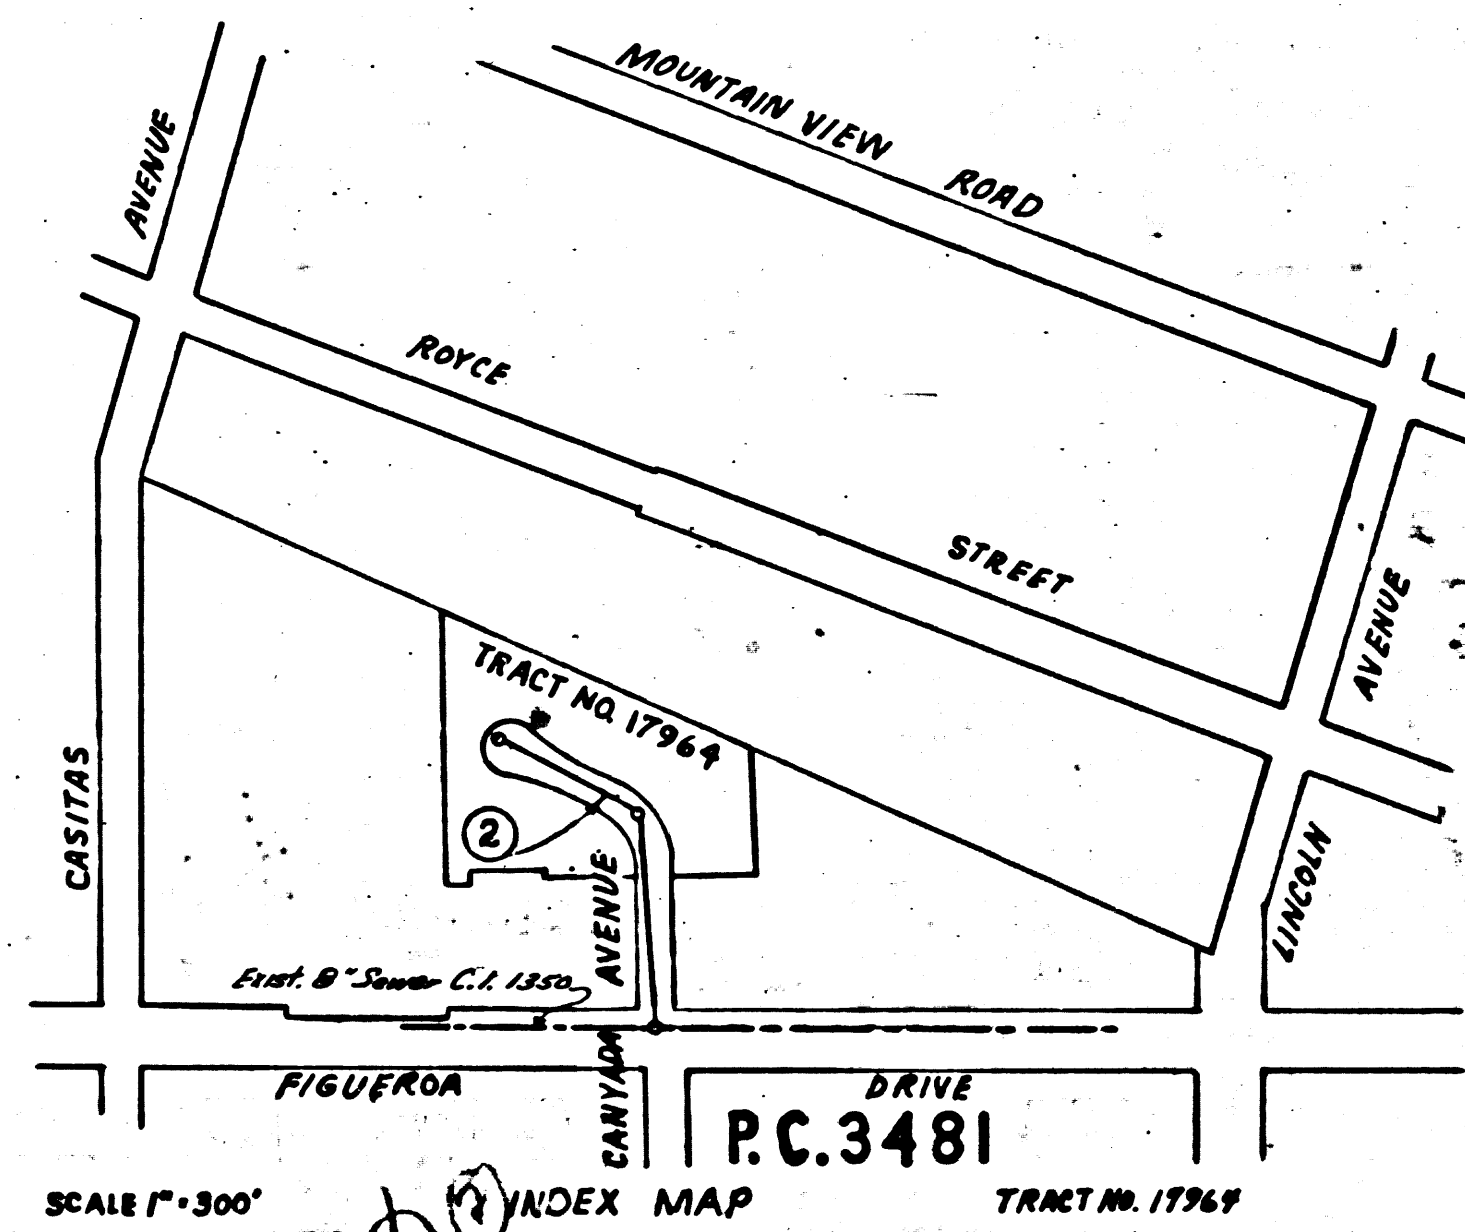 MOUNTAIN VIEW ROAD
AVENUE
ROYCE
STREET
AVENUE
TRACT NO. 17964
CASITAS
2
LINCOLN
AVENUE
Exist. 8" Sewer C.I. 1350
CANYADA
FIGUEROA
DRIVE
P.C. 3481
SCALE 1" = 300'
INDEX MAP
TRACT NO. 17964